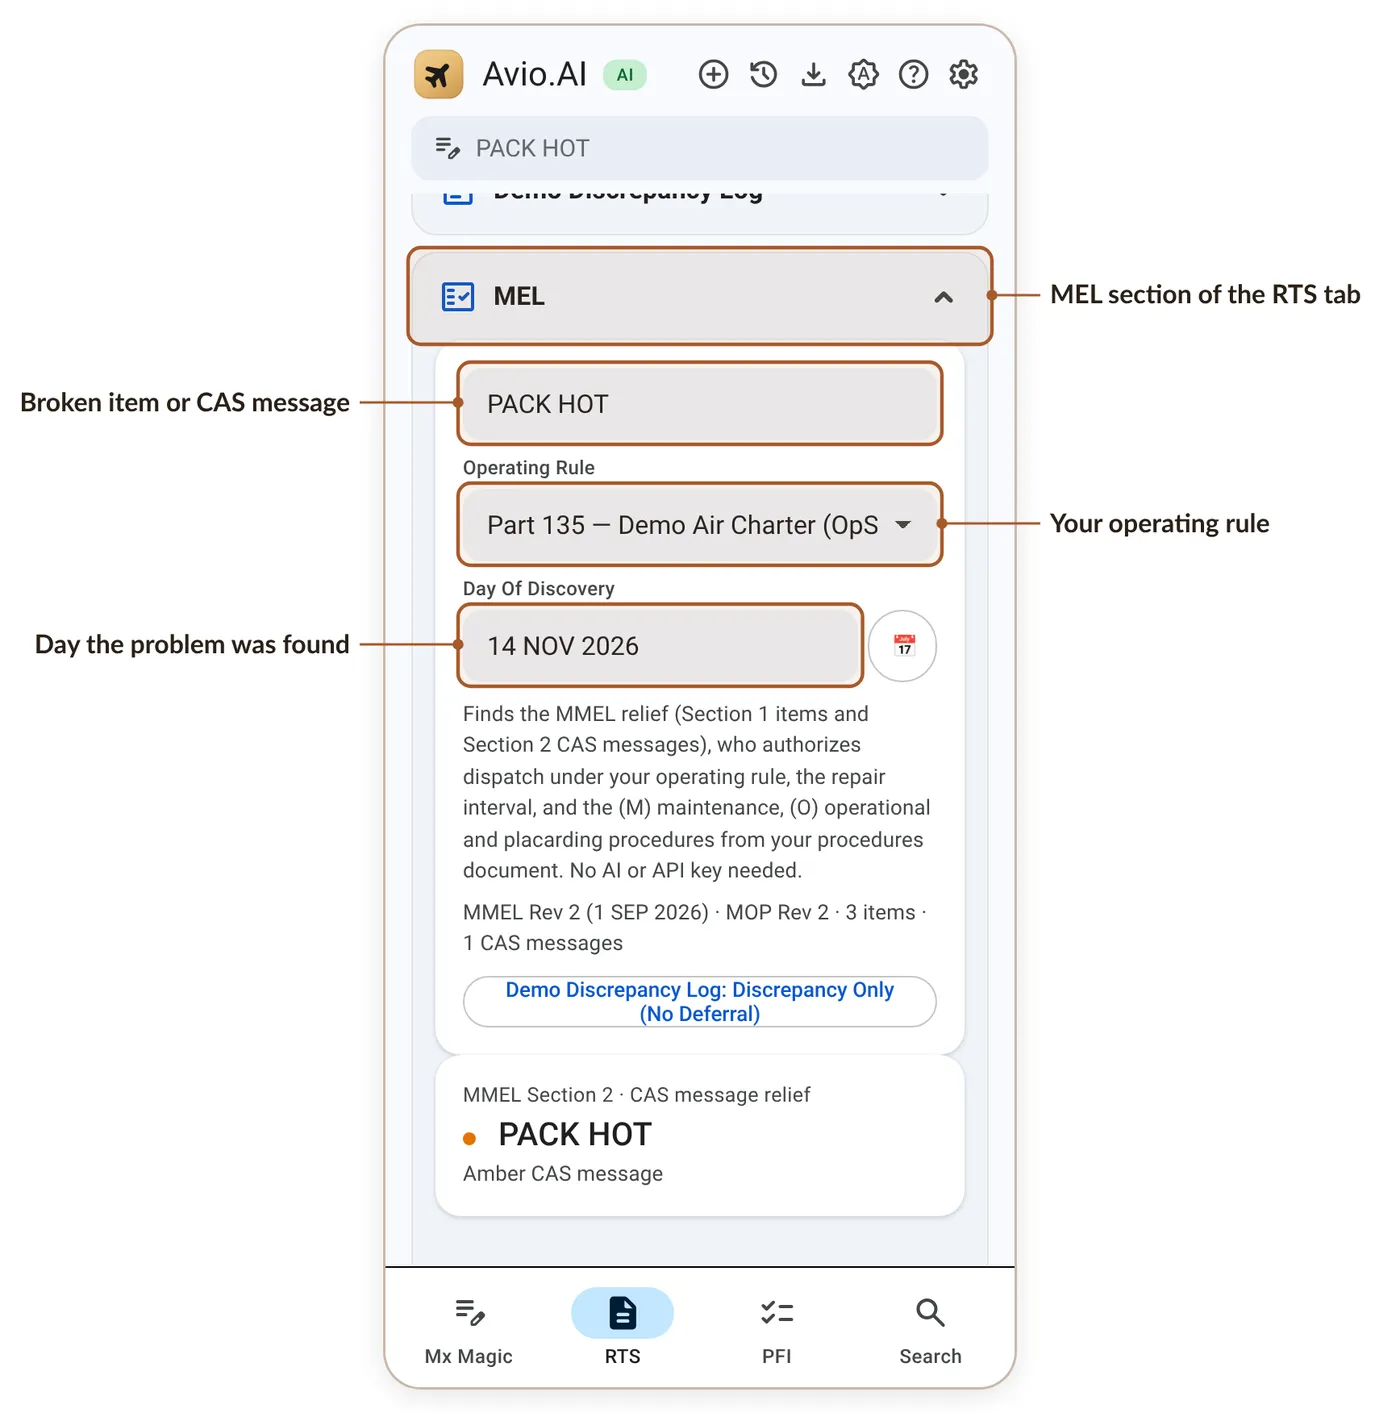 Avio.AI
AI
PACK HOT
Demo Discrepancy Log
MEL
MEL section of the RTS tab
PACK HOT
Broken item or CAS message
Operating Rule
Part 135 — Demo Air Charter (OpS
Your operating rule
Day Of Discovery
14 NOV 2026
July
17
Day the problem was found
Finds the MMEL relief (Section 1 items and
Section 2 CAS messages), who authorizes
dispatch under your operating rule, the repair
interval, and the (M) maintenance, (O) operational
and placarding procedures from your procedures
document. No AI or API key needed.
MMEL Rev 2 (1 SEP 2026) · MOP Rev 2 · 3 items ·
1 CAS messages
Demo Discrepancy Log: Discrepancy Only
(No Deferral)
MMEL Section 2 · CAS message relief
PACK HOT
Amber CAS message
Mx Magic
RTS
PFI
Search